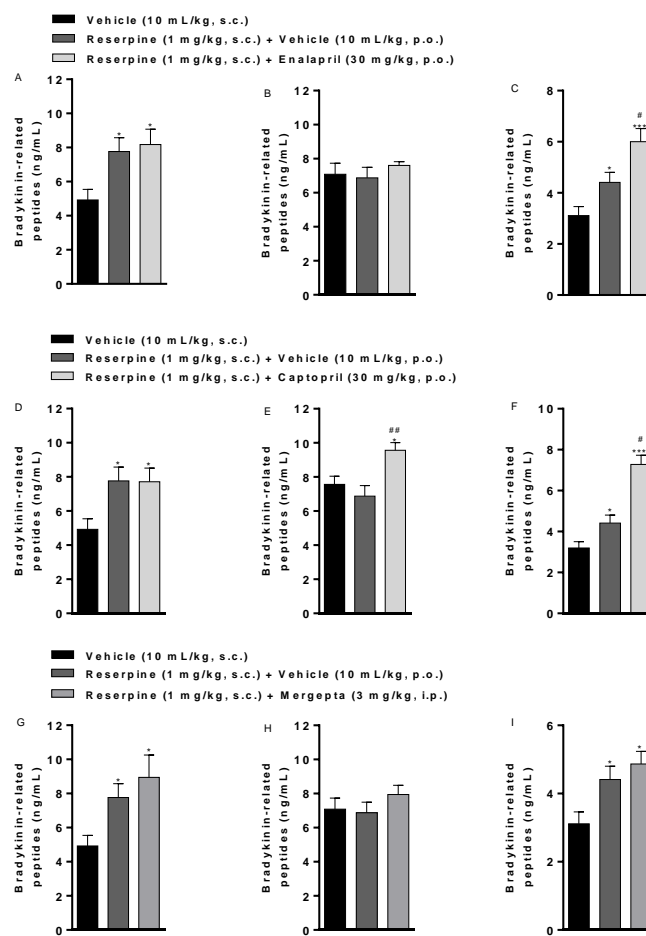 Vehicle (10 mL/kg, s.c.)
Reserpine (1 mg/kg, s.c.) + Vehicle (10 mL/kg, p.o.)
Reserpine (1 mg/kg, s.c.) + Enalapril (30 mg/kg, p.o.)
A
Bradykinin-related
peptides (ng/mL)
12
10
8
6
4
2
0
*
*
B
Bradykinin-related
peptides (ng/mL)
12
10
8
6
4
2
0
C
Bradykinin-related
peptides (ng/mL)
8
6
4
2
0
*
#
***
Vehicle (10 mL/kg, s.c.)
Reserpine (1 mg/kg, s.c.) + Vehicle (10 mL/kg, p.o.)
Reserpine (1 mg/kg, s.c.) + Captopril (30 mg/kg, p.o.)
D
Bradykinin-related
peptides (ng/mL)
12
10
8
6
4
2
0
*
*
E
Bradykinin-related
peptides (ng/mL)
12
10
8
6
4
2
0
##
*
F
Bradykinin-related
peptides (ng/mL)
10
8
6
4
2
0
*
#
***
Vehicle (10 mL/kg, s.c.)
Reserpine (1 mg/kg, s.c.) + Vehicle (10 mL/kg, p.o.)
Reserpine (1 mg/kg, s.c.) + Mergepta (3 mg/kg, i.p.)
G
Bradykinin-related
peptides (ng/mL)
12
10
8
6
4
2
0
*
*
H
Bradykinin-related
peptides (ng/mL)
12
10
8
6
4
2
0
I
Bradykinin-related
peptides (ng/mL)
6
4
2
0
*
*